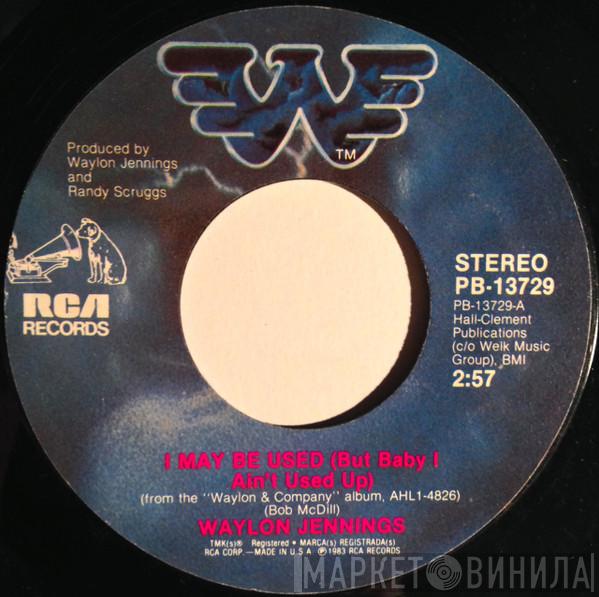 W
TM
Produced by
Waylon Jennings
and
Randy Scruggs
RCA
RECORDS
STEREO
PB-13729
PB-13729-A
Hall-Clement
Publications
(c/o Welk Music
Group), BMI
2:57
I MAY BE USED (But Baby I
Ain't Used Up)
(from the "Waylon & Company" album, AHL1-4826)
(Bob McDill)
WAYLON JENNINGS
TMK(s)® Registered • MARCA(s) REGISTRADA(s)
RCA CORP.—MADE IN U.S.A ℗1983 RCA RECORDS
МАРКЕТ ВИНИЛА